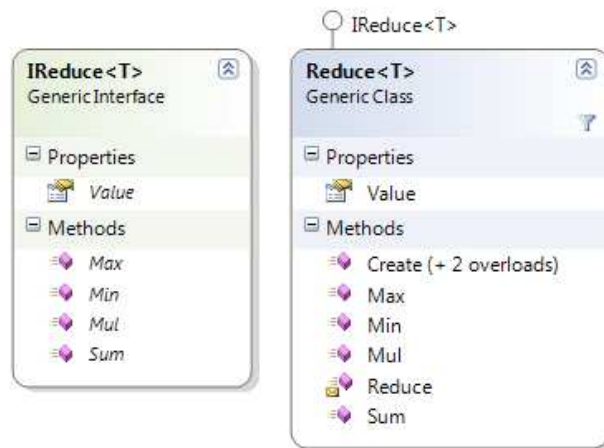 IReduce<T>
IReduce<T>
Generic Interface
Properties
Value
Methods
Max
Min
Mul
Sum
Reduce<T>
Generic Class
Properties
Value
Methods
Create (+ 2 overloads)
Max
Min
Mul
Reduce
Sum